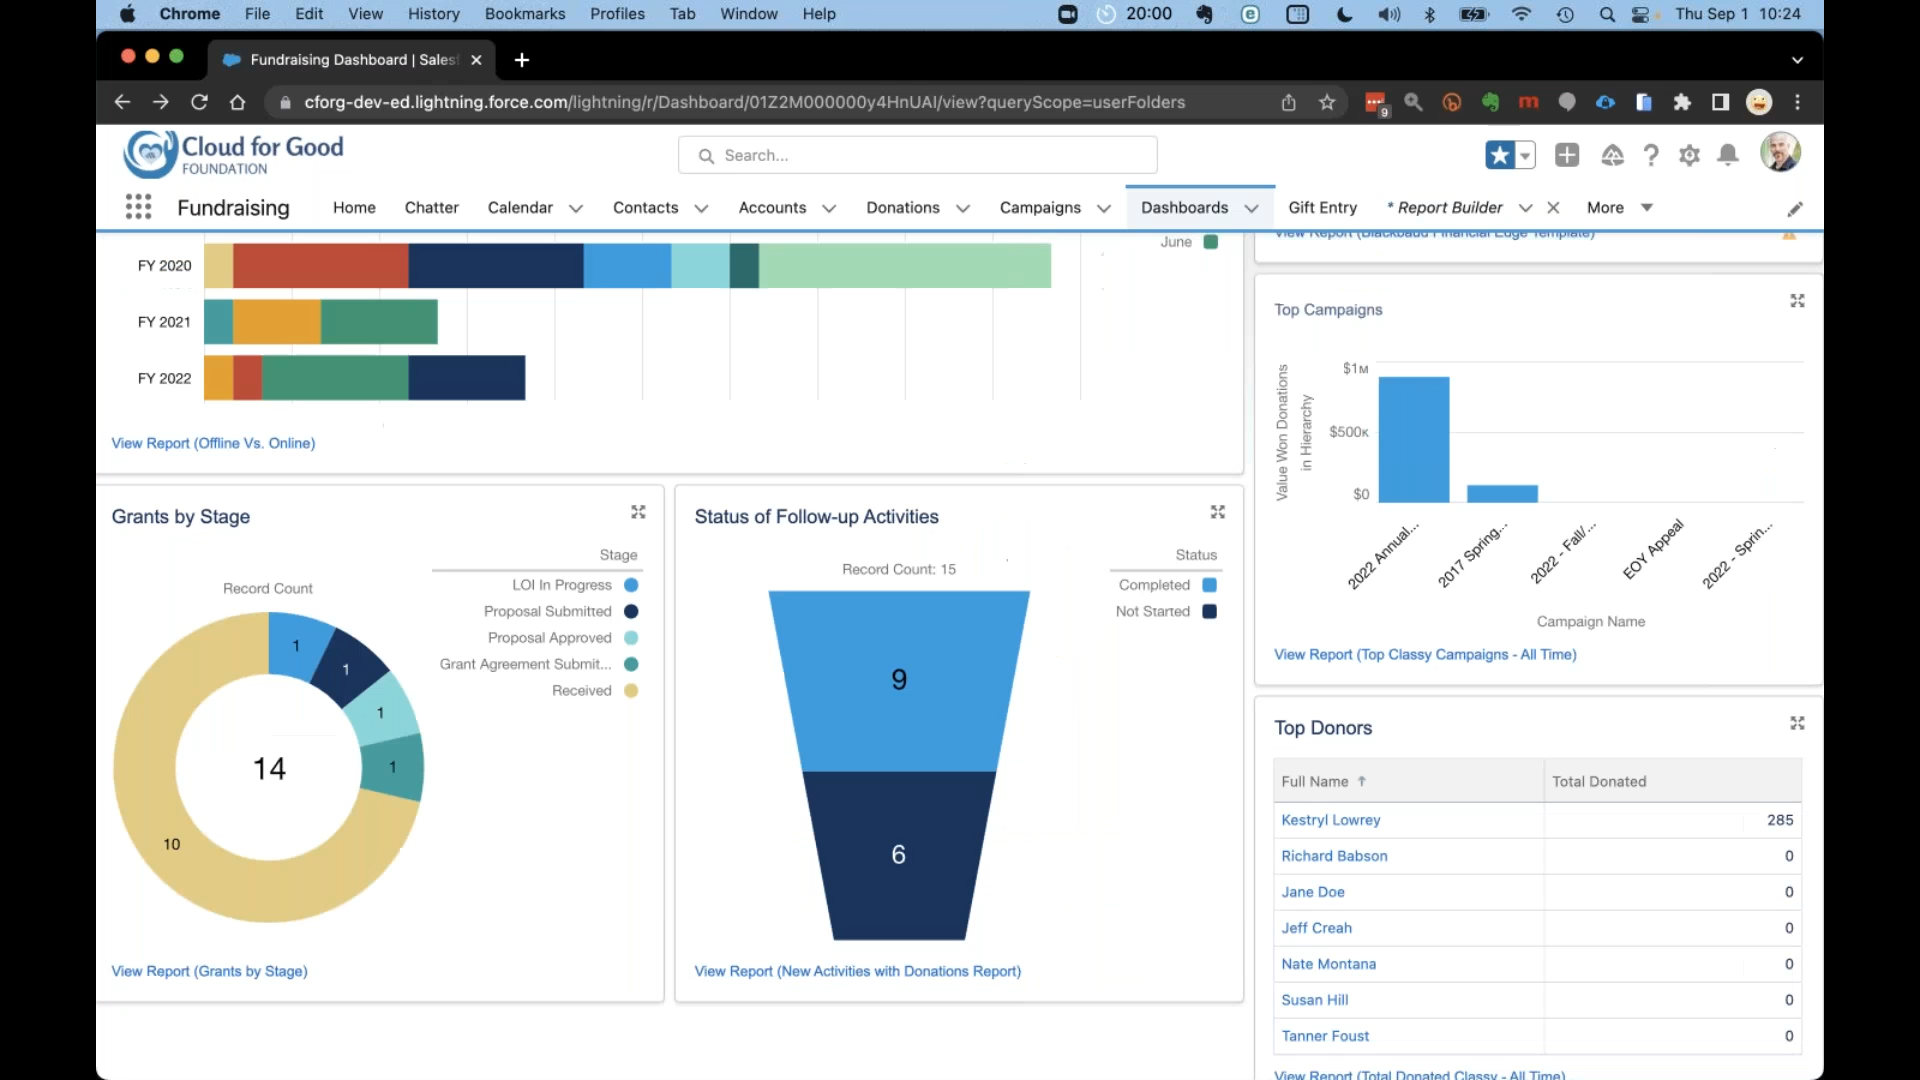 Chrome File Edit View History Bookmarks Profiles Tab Window Help 20:00 Thu Sep 1 10:24
Fundraising Dashboard | Sales
cforg-dev-ed.lightning.force.com/lightning/r/Dashboard/01Z2M000000y4HnUAI/view?queryScope=userFolders
9
Cloud for Good
FOUNDATION
Search...
Fundraising Home Chatter Calendar Contacts Accounts Donations Campaigns Dashboards Gift Entry * Report Builder More
View Report (Blackbaud Financial Edge Template)
June
FY 2020
FY 2021
FY 2022
View Report (Offline Vs. Online)
Grants by Stage
Stage
LOI In Progress
Proposal Submitted
Proposal Approved
Grant Agreement Submit...
Received
Record Count
1
1
1
1
14
10
View Report (Grants by Stage)
Status of Follow-up Activities
Status
Completed
Not Started
Record Count: 15
9
6
View Report (New Activities with Donations Report)
Top Campaigns
Value Won Donations
in Hierarchy
$1M
$500K
$0
2022 Annual...
2017 Spring...
2022 - Fall/...
EOY Appeal
2022 - Sprin...
Campaign Name
View Report (Top Classy Campaigns - All Time)
Top Donors
Full Name Total Donated
Kestryl Lowrey 285
Richard Babson 0
Jane Doe 0
Jeff Creah 0
Nate Montana 0
Susan Hill 0
Tanner Foust 0
View Report (Total Donated Classy - All Time)